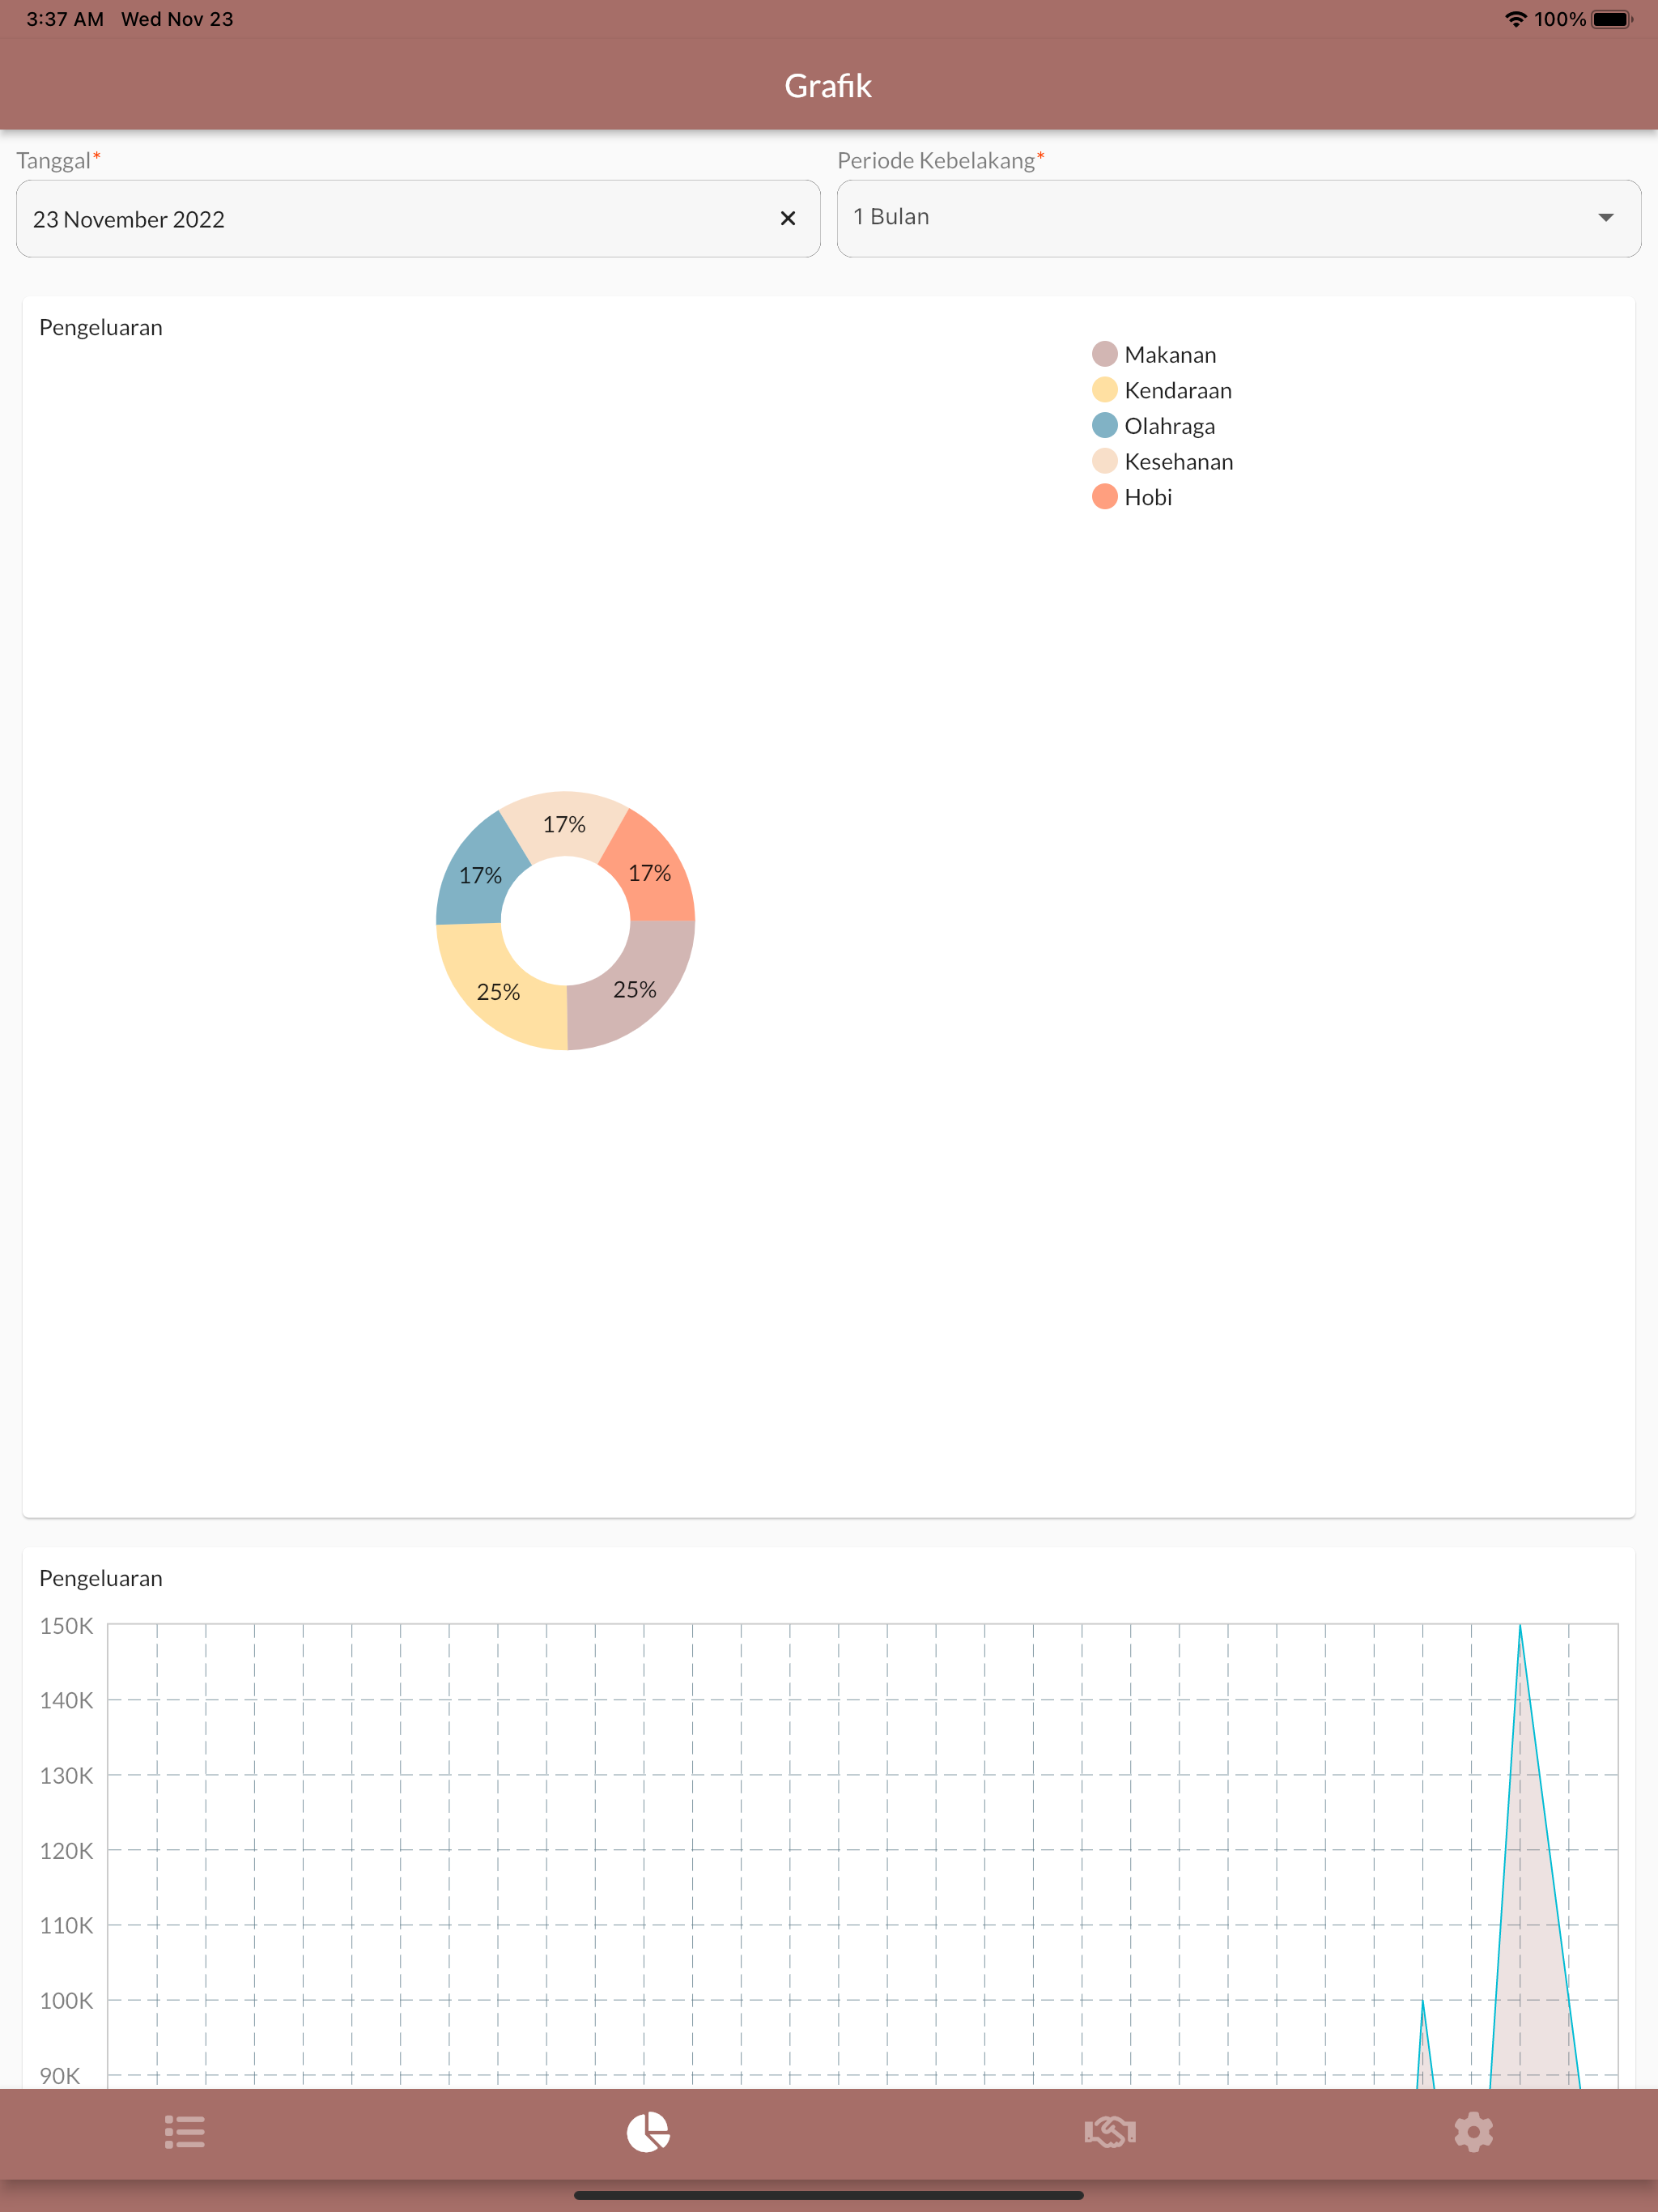 3:37 AM Wed Nov 23 100%
Grafik
Tanggal* Periode Kebelakang*
23 November 2022 1 Bulan
Pengeluaran
Makanan
Kendaraan
Olahraga
Kesehanan
Hobi
17%
17% 17%
25% 25%
Pengeluaran
150K
140K
130K
120K
110K
100K
90K